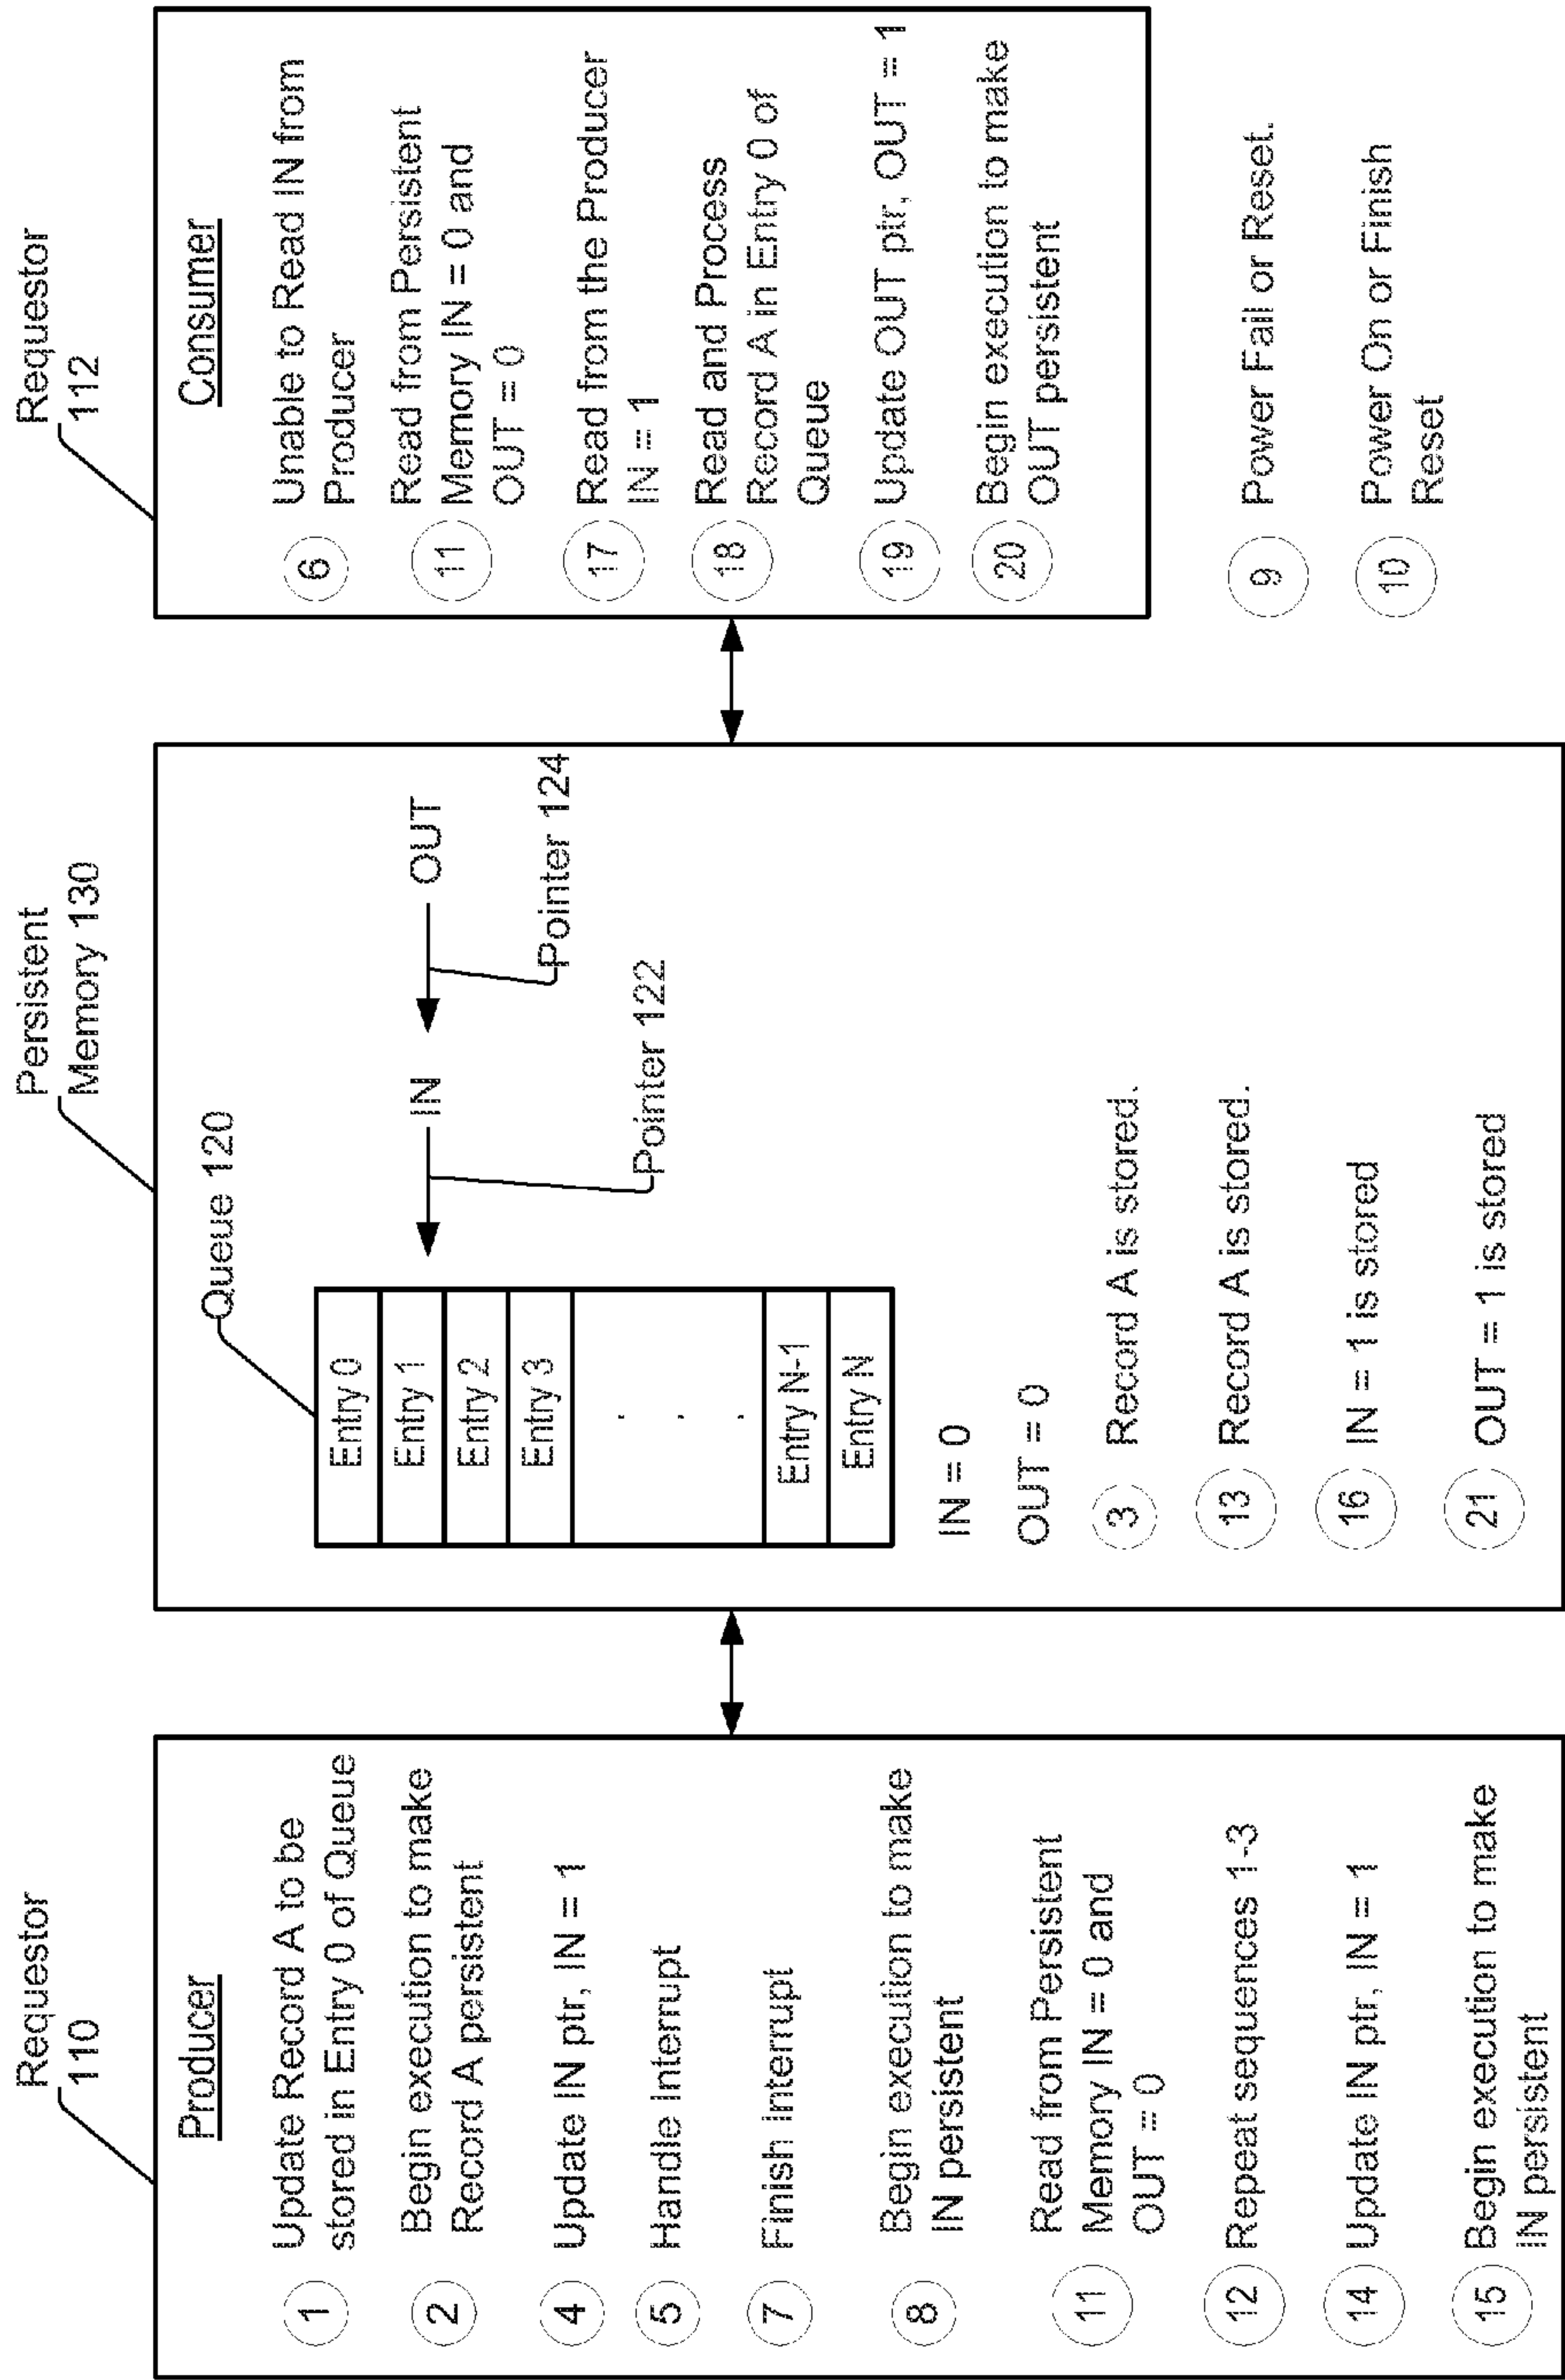 Requestor
110
Producer
1 Update Record A to be
stored in Entry 0 of Queue
2 Begin execution to make
Record A persistent
4 Update IN ptr, IN = 1
5 Handle Interrupt
7 Finish Interrupt
8 Begin execution to make
IN persistent
11 Read from Persistent
Memory IN = 0 and
OUT = 0
12 Repeat sequences 1-3
14 Update IN ptr, IN = 1
15 Begin execution to make
IN persistent
Persistent
Memory 130
Queue 120
Entry 0
Entry 1
Entry 2
Entry 3
.
.
.
Entry N-1
Entry N
IN
OUT
Pointer 122
Pointer 124
IN = 0
OUT = 0
3 Record A is stored.
13 Record A is stored.
16 IN = 1 is stored
21 OUT = 1 is stored
Requestor
112
Consumer
6 Unable to Read IN from
Producer
11 Read from Persistent
Memory IN = 0 and
OUT = 0
17 Read from the Producer
IN = 1
18 Read and Process
Record A in Entry 0 of
Queue
19 Update OUT ptr, OUT = 1
20 Begin execution to make
OUT persistent
9 Power Fail or Reset.
10 Power On or Finish
Reset